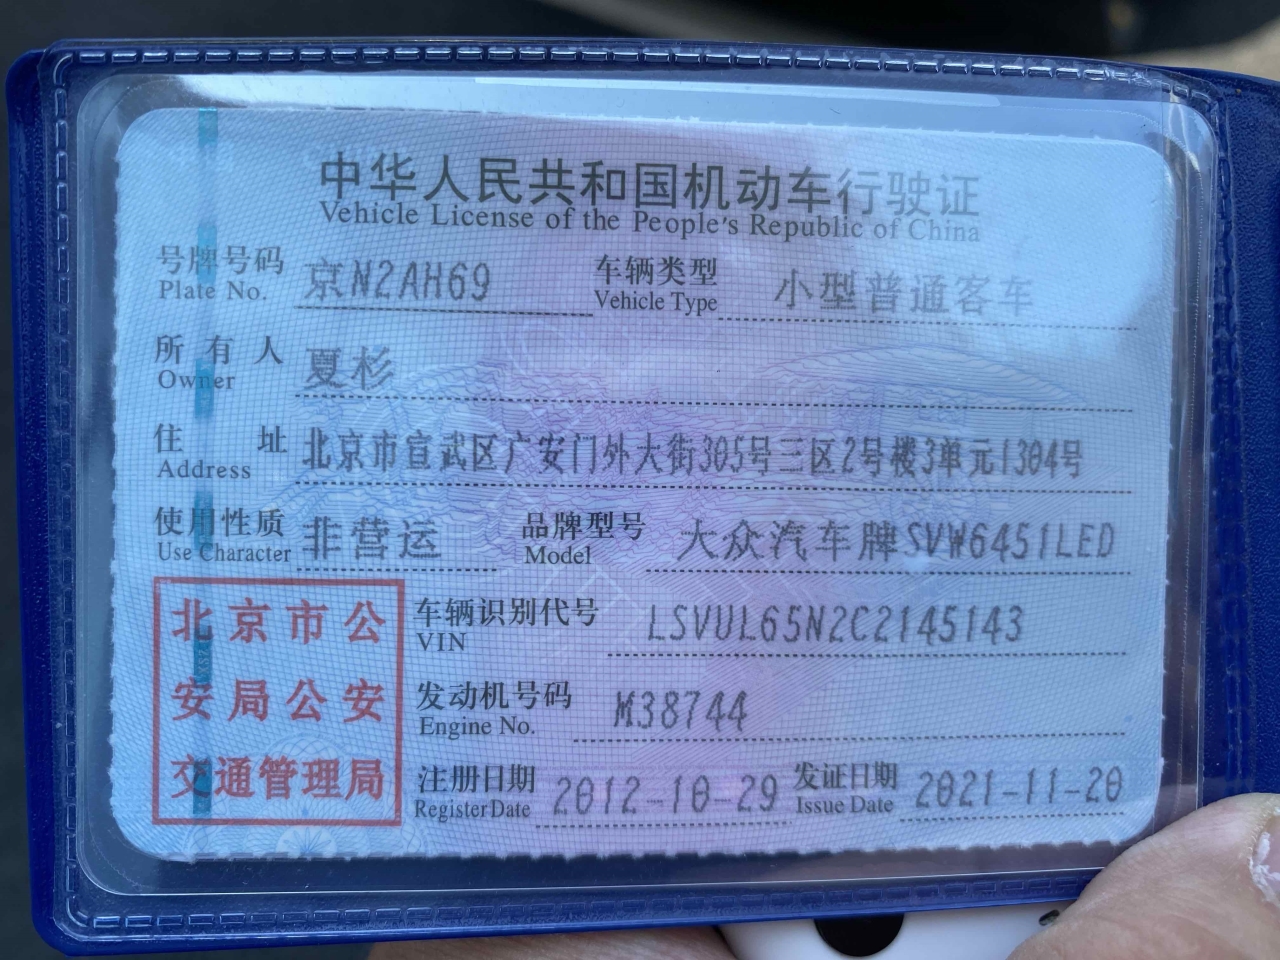 中华人民共和国机动车行驶证
Vehicle License of the People's Republic of China
号牌号码 京N2AH69 车辆类型 小型普通客车
Plate No. Vehicle Type
所有人 夏杉
Owner
住址 北京市宣武区广安门外大街305号三区2号楼3单元1304号
Address
使用性质 非营运 品牌型号 大众汽车牌SVW6451LED
Use Character Model
北京市公
安局公安
交通管理局
车辆识别代号 LSVUL65N2C2145143
VIN
发动机号码 M38744
Engine No.
注册日期 2012-10-29 发证日期 2021-11-20
Register Date Issue Date